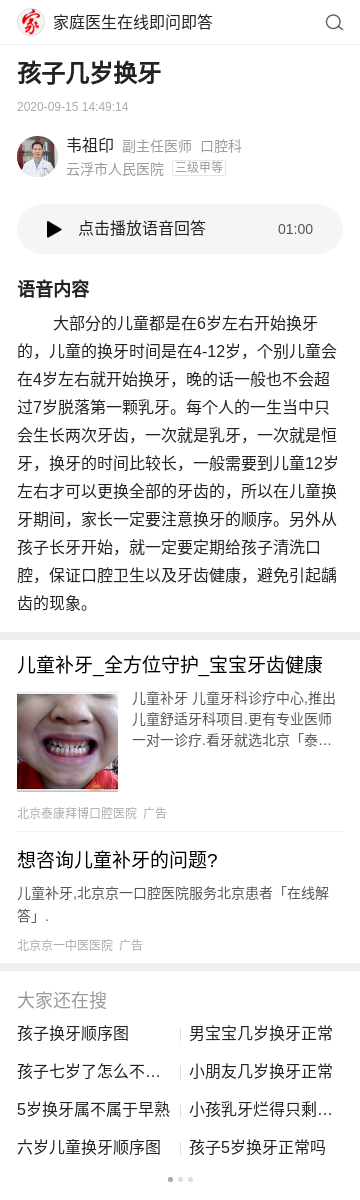 家庭医生在线即问即答
孩子几岁换牙
2020-09-15 14:49:14
韦祖印 副主任医师 口腔科
云浮市人民医院 三级甲等
点击播放语音回答 01:00
语音内容
大部分的儿童都是在6岁左右开始换牙
的，儿童的换牙时间是在4-12岁，个别儿童会
在4岁左右就开始换牙，晚的话一般也不会超
过7岁脱落第一颗乳牙。每个人的一生当中只
会生长两次牙齿，一次就是乳牙，一次就是恒
牙，换牙的时间比较长，一般需要到儿童12岁
左右才可以更换全部的牙齿的，所以在儿童换
牙期间，家长一定要注意换牙的顺序。另外从
孩子长牙开始，就一定要定期给孩子清洗口
腔，保证口腔卫生以及牙齿健康，避免引起龋
齿的现象。
儿童补牙_全方位守护_宝宝牙齿健康
儿童补牙 儿童牙科诊疗中心,推出
儿童舒适牙科项目.更有专业医师
一对一诊疗.看牙就选北京「泰…
北京泰康拜博口腔医院 广告
想咨询儿童补牙的问题?
儿童补牙,北京京一口腔医院服务北京患者「在线解
答」.
北京京一中医医院 广告
大家还在搜
孩子换牙顺序图 男宝宝几岁换牙正常
孩子七岁了怎么不… 小朋友几岁换牙正常
5岁换牙属不属于早熟 小孩乳牙烂得只剩…
六岁儿童换牙顺序图 孩子5岁换牙正常吗